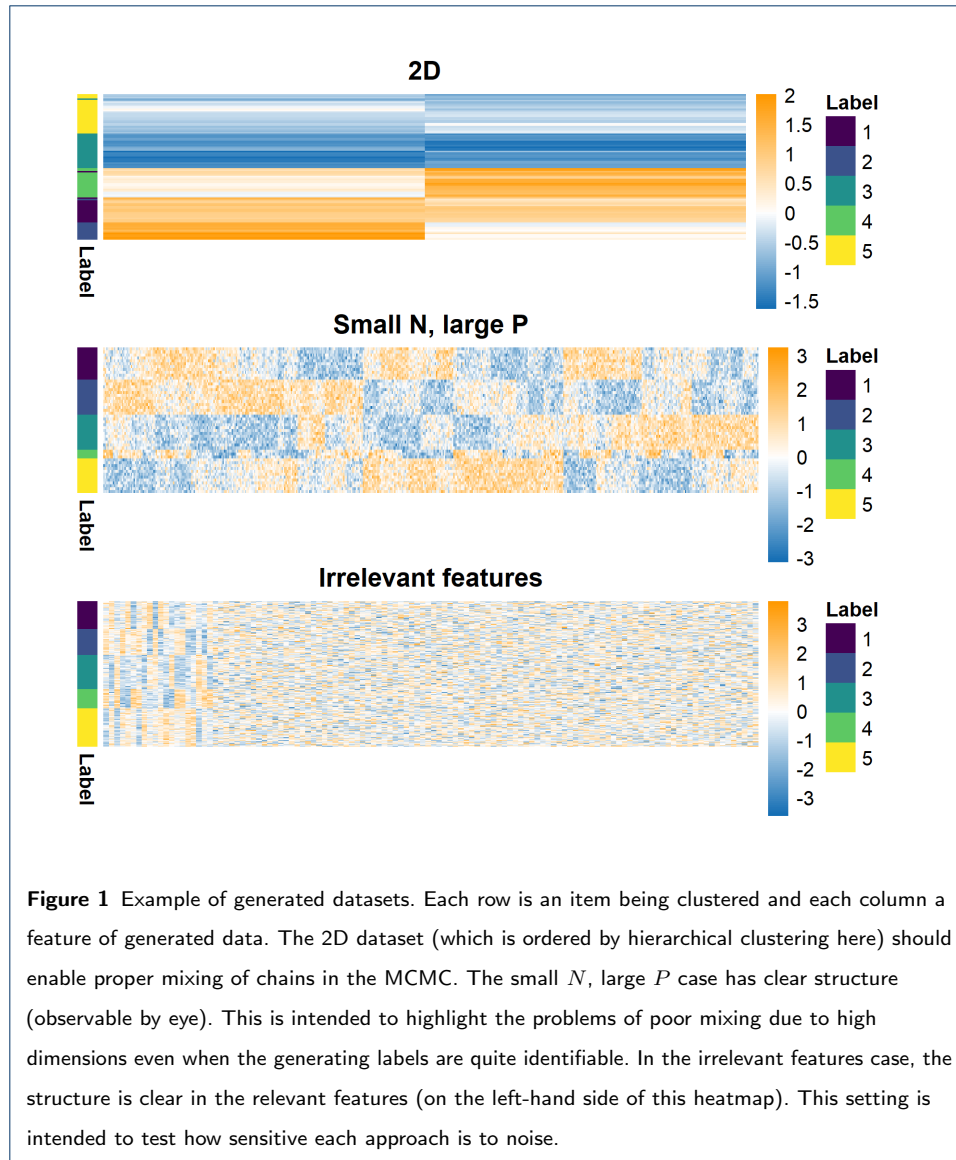 2D
2
1.5
1
0.5
0
-0.5
-1
-1.5
Label
1
2
3
4
5
Label
Small N, large P
3
2
1
0
-1
-2
-3
Label
1
2
3
4
5
Label
Irrelevant features
3
2
1
0
-1
-2
-3
Label
1
2
3
4
5
Label
Figure 1 Example of generated datasets. Each row is an item being clustered and each column a
feature of generated data. The 2D dataset (which is ordered by hierarchical clustering here) should
enable proper mixing of chains in the MCMC. The small N, large P case has clear structure
(observable by eye). This is intended to highlight the problems of poor mixing due to high
dimensions even when the generating labels are quite identifiable. In the irrelevant features case, the
structure is clear in the relevant features (on the left-hand side of this heatmap). This setting is
intended to test how sensitive each approach is to noise.